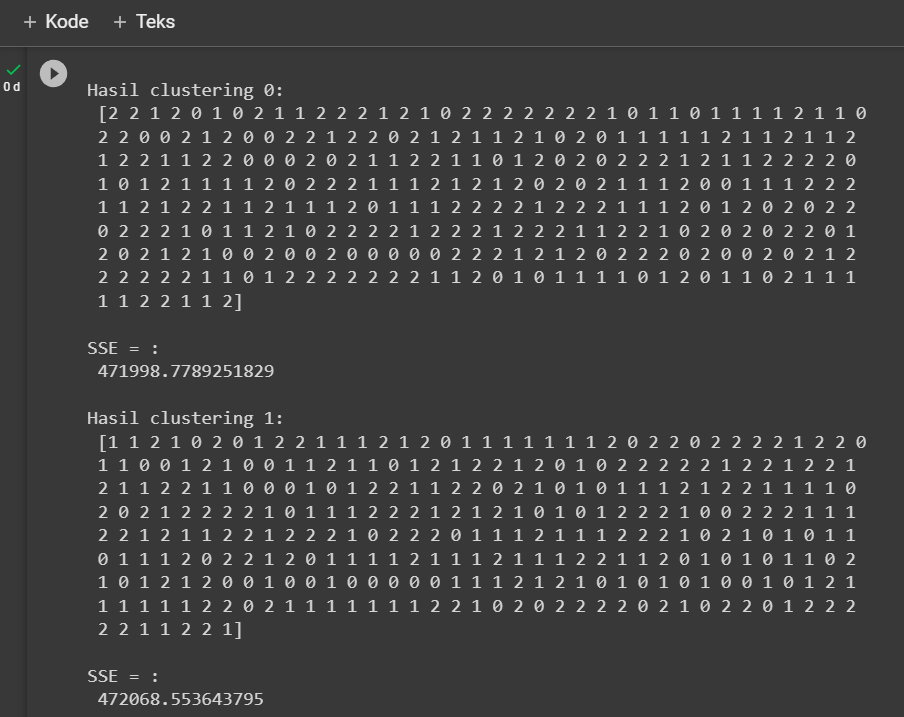 + Kode + Teks
0 d
Hasil clustering 0:
[2 2 1 2 0 1 0 2 1 1 2 2 2 1 2 1 0 2 2 2 2 2 2 2 1 0 1 1 0 1 1 1 1 2 1 1 0
2 2 0 0 2 1 2 0 0 2 2 1 2 2 0 2 1 2 1 1 2 1 0 2 0 1 1 1 1 1 2 1 1 2 1 1 2
1 2 2 1 1 2 2 0 0 0 2 0 2 1 1 2 2 1 1 0 1 2 0 2 0 2 2 2 1 2 1 1 2 2 2 2 0
1 0 1 2 1 1 1 1 2 0 2 2 2 1 1 1 2 1 2 1 2 0 2 0 2 1 1 1 2 0 0 1 1 1 2 2 2
1 1 2 1 2 2 1 1 2 1 1 1 2 0 1 1 1 2 2 2 2 1 2 2 2 1 1 1 2 0 1 2 0 2 0 2 2
0 2 2 2 1 0 1 1 2 1 0 2 2 2 2 1 2 2 2 1 2 2 2 1 1 2 2 1 0 2 0 2 0 2 2 0 1
2 0 2 1 2 1 0 0 2 0 0 2 0 0 0 0 0 2 2 2 1 2 1 2 0 2 2 2 0 2 0 0 2 0 2 1 2
2 2 2 2 2 1 1 0 1 2 2 2 2 2 2 2 1 1 2 0 1 0 1 1 1 1 0 1 2 0 1 1 0 2 1 1 1
1 1 2 2 1 1 2]
SSE = :
471998.7789251829
Hasil clustering 1:
[1 1 2 1 0 2 0 1 2 2 1 1 1 2 1 2 0 1 1 1 1 1 1 1 2 0 2 2 0 2 2 2 2 1 2 2 0
1 1 0 0 1 2 1 0 0 1 1 2 1 1 0 1 2 1 2 2 1 2 0 1 0 2 2 2 2 2 1 2 2 1 2 2 1
2 1 1 2 2 1 1 0 0 0 1 0 1 2 2 1 1 2 2 0 2 1 0 1 0 1 1 1 2 1 2 2 1 1 1 1 0
2 0 2 1 2 2 2 2 1 0 1 1 1 2 2 2 1 2 1 2 1 0 1 0 1 2 2 2 1 0 0 2 2 2 1 1 1
2 2 1 2 1 1 2 2 1 2 2 2 1 0 2 2 2 0 1 1 1 2 1 1 1 2 2 2 1 0 2 1 0 1 0 1 1
0 1 1 1 2 0 2 2 1 2 0 1 1 1 1 2 1 1 1 2 1 1 1 2 2 1 1 2 0 1 0 1 0 1 1 0 2
1 0 1 2 1 2 0 0 1 0 0 1 0 0 0 0 0 1 1 1 2 1 2 1 0 1 0 1 0 1 0 0 1 0 1 2 1
1 1 1 1 1 2 2 0 2 1 1 1 1 1 1 1 2 2 1 0 2 0 2 2 2 2 0 2 1 0 2 2 0 1 2 2 2
2 2 1 1 2 2 1]
SSE = :
472068.553643795